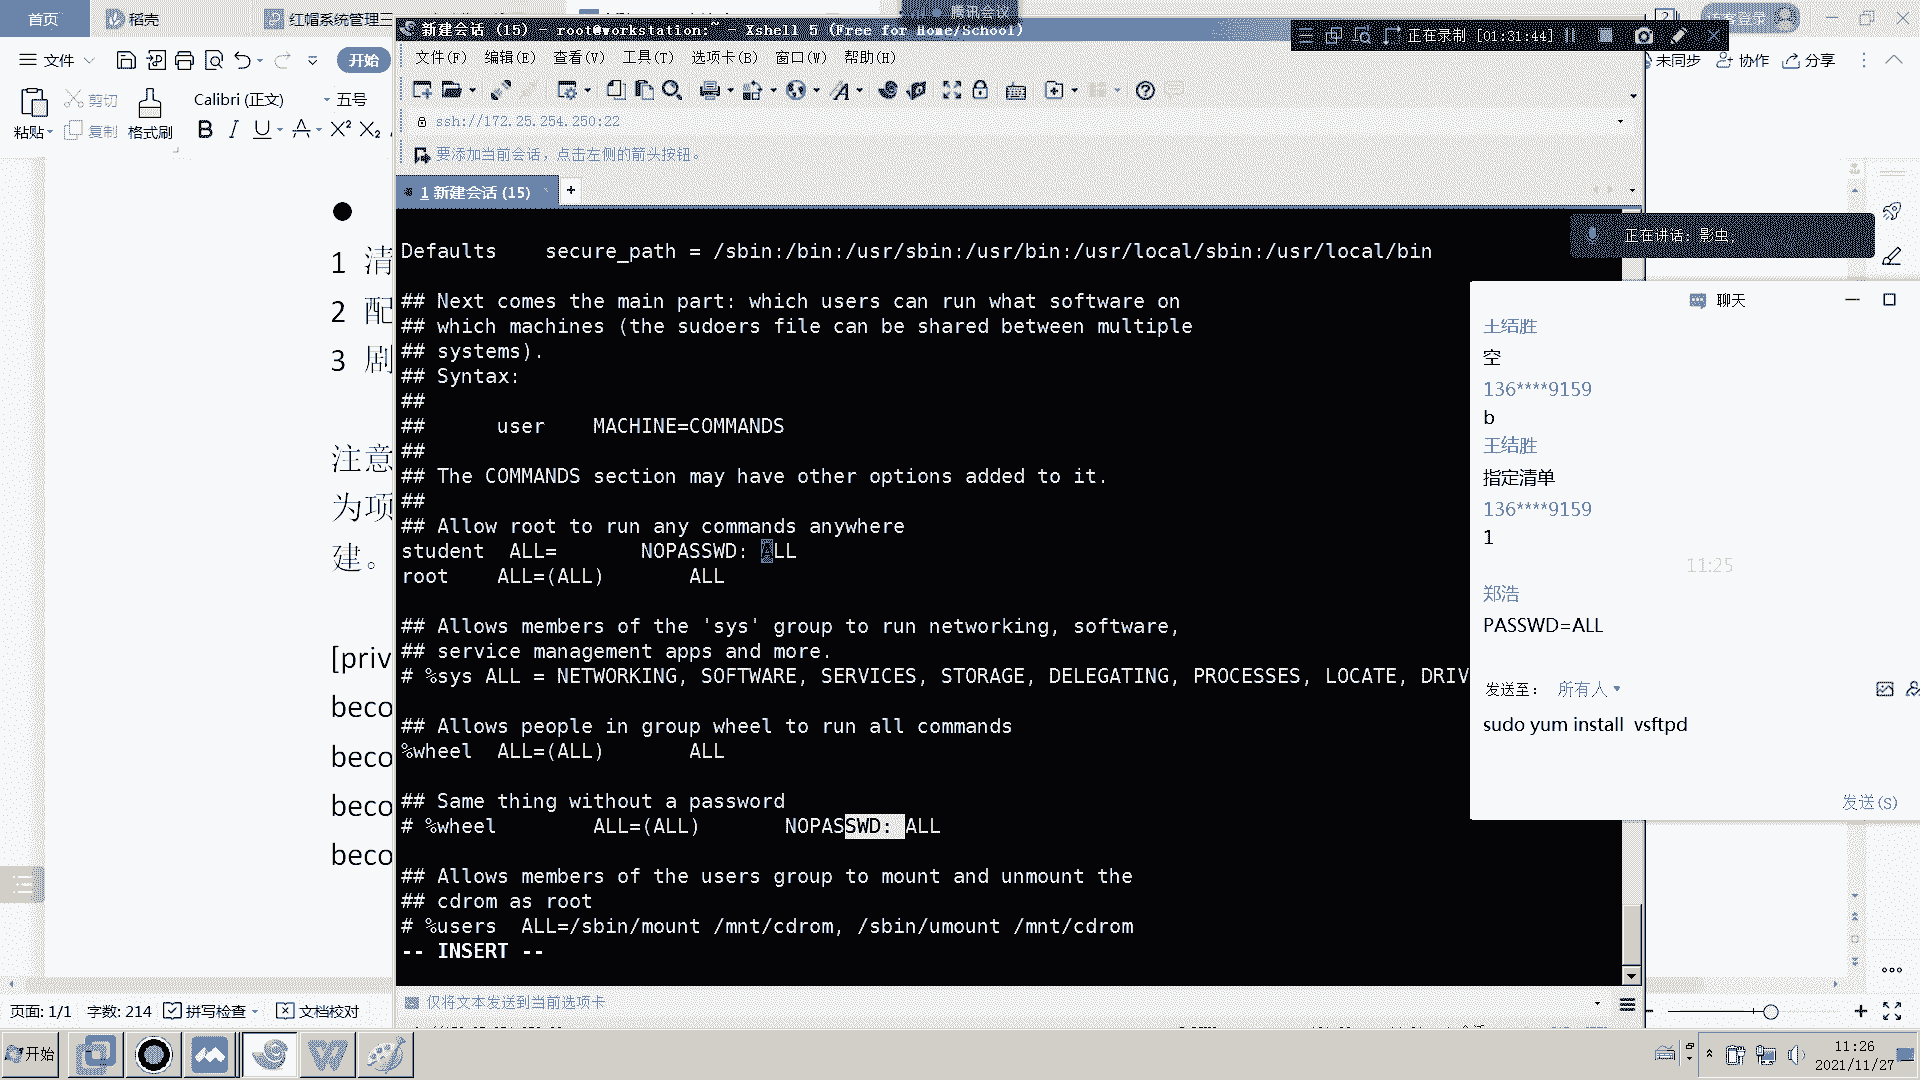 首页
稻壳
红帽系统管理三
腾讯会议
新建会话 (15) - root@workstation:~ - Xshell 5 (Free for Home/School)
正在录制 [01:31:44]
文件
开始
文件(F) 编辑(E) 查看(V) 工具(T) 选项卡(B) 窗口(W) 帮助(H)
未同步 协作 分享
粘贴 剪切 复制 格式刷
Calibri (正文) 五号
B I U A X² X₂
ssh://172.25.254.250:22
要添加当前会话，点击左侧的箭头按钮。
1 新建会话 (15) +
正在讲话: 影虫;
1 清
2 配
3 剧
注意
为项
建。
[priv
beco
beco
beco
beco
Defaults    secure_path = /sbin:/bin:/usr/sbin:/usr/bin:/usr/local/sbin:/usr/local/bin
## Next comes the main part: which users can run what software on
## which machines (the sudoers file can be shared between multiple
## systems).
## Syntax:
##
##      user    MACHINE=COMMANDS
##
## The COMMANDS section may have other options added to it.
##
## Allow root to run any commands anywhere
student  ALL=       NOPASSWD: ALL
root    ALL=(ALL)       ALL
## Allows members of the 'sys' group to run networking, software,
## service management apps and more.
# %sys ALL = NETWORKING, SOFTWARE, SERVICES, STORAGE, DELEGATING, PROCESSES, LOCATE, DRIV
## Allows people in group wheel to run all commands
%wheel  ALL=(ALL)       ALL
## Same thing without a password
# %wheel        ALL=(ALL)       NOPASSWD: ALL
## Allows members of the users group to mount and unmount the
## cdrom as root
# %users  ALL=/sbin/mount /mnt/cdrom, /sbin/umount /mnt/cdrom
-- INSERT --
仅将文本发送到当前选项卡
聊天
王结胜
空
136****9159
b
王结胜
指定清单
136****9159
1
11:25
郑浩
PASSWD=ALL
发送至: 所有人
sudo yum install  vsftpd
发送(S)
页面: 1/1 字数: 214 拼写检查 文档校对
开始
11:26
2021/11/27